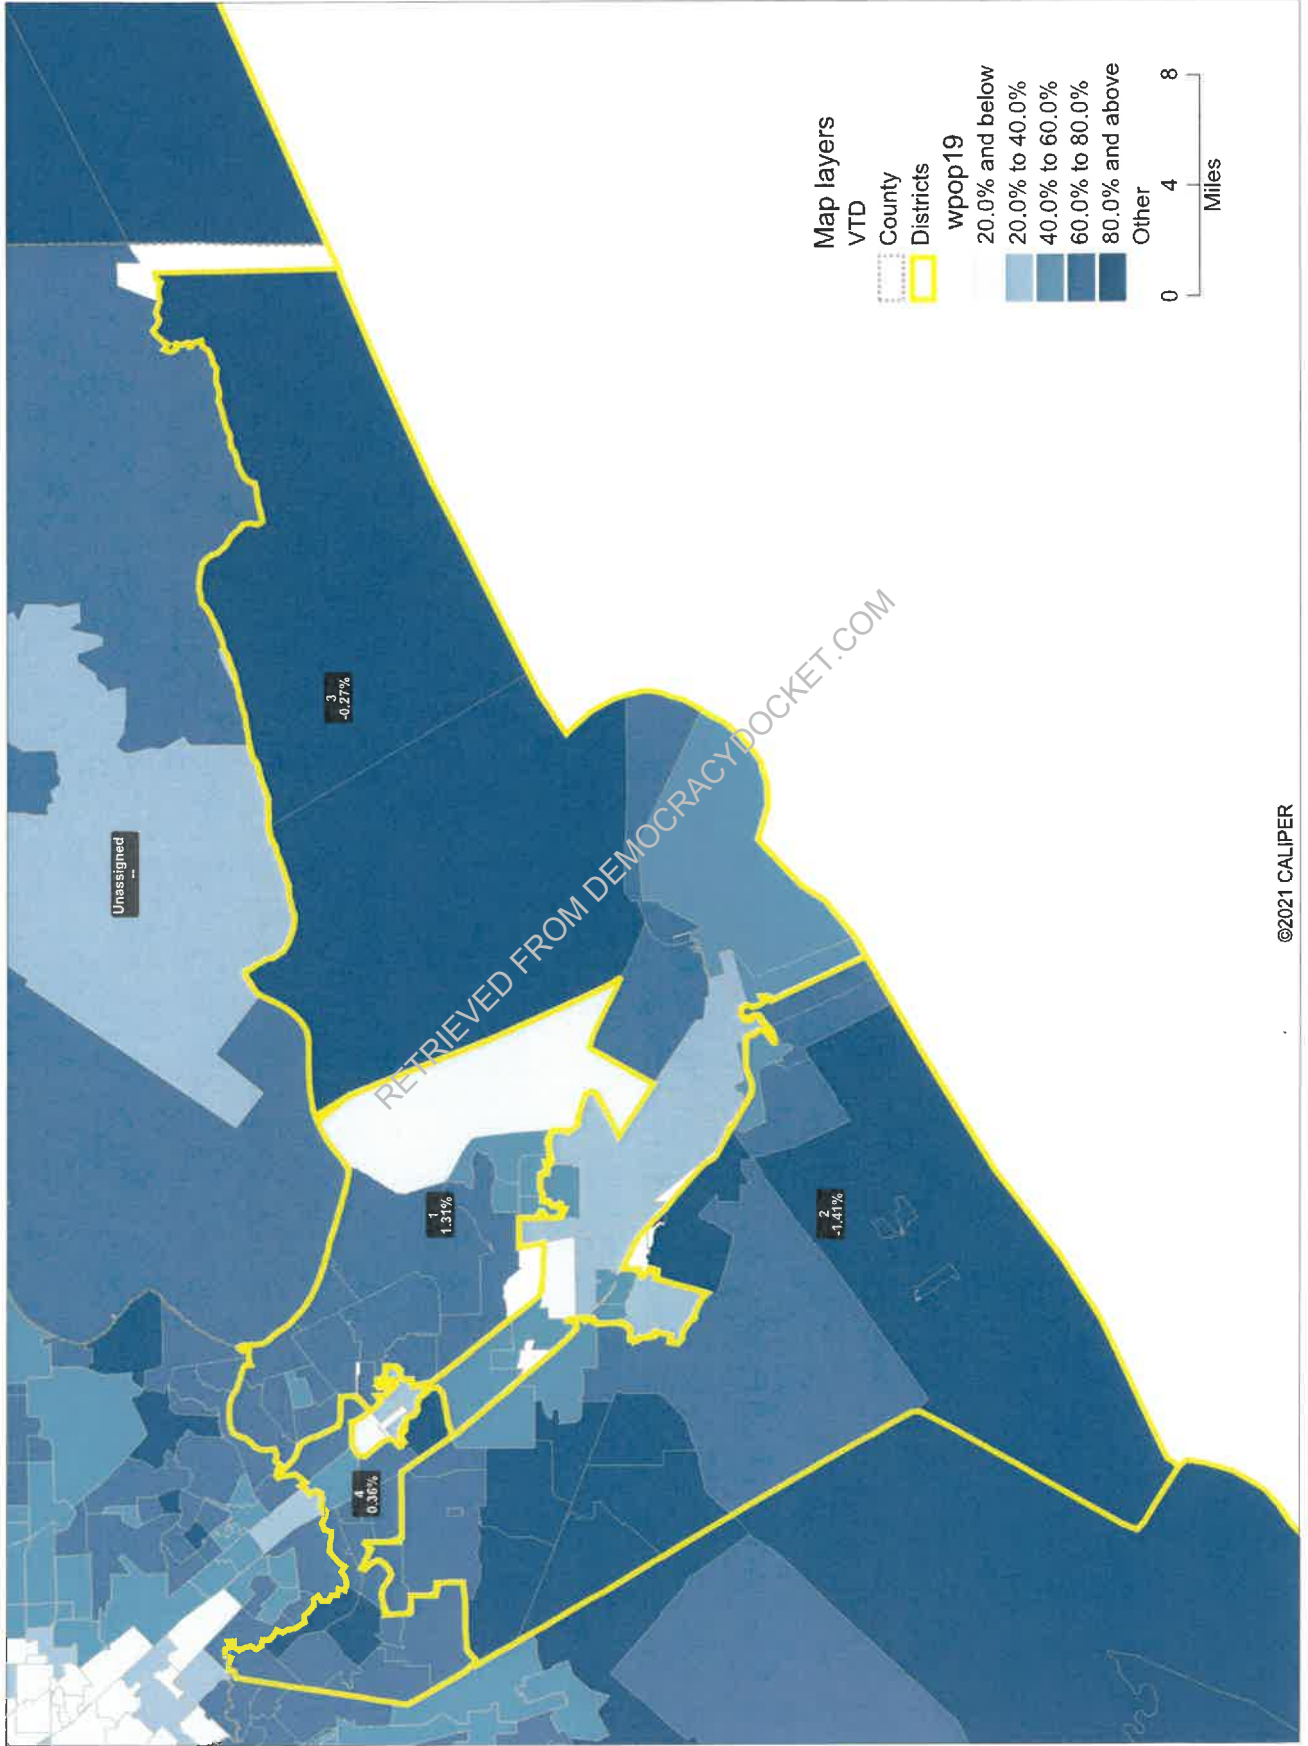 Unassigned
--
3
-0.27%
1
1.31%
4
0.36%
2
-1.41%
Map layers
VTD
County
Districts
wpop19
20.0% and below
20.0% to 40.0%
40.0% to 60.0%
60.0% to 80.0%
80.0% and above
Other
0 4 8
Miles
RETRIEVED FROM DEMOCRACYDOCKET.COM
©2021 CALIPER